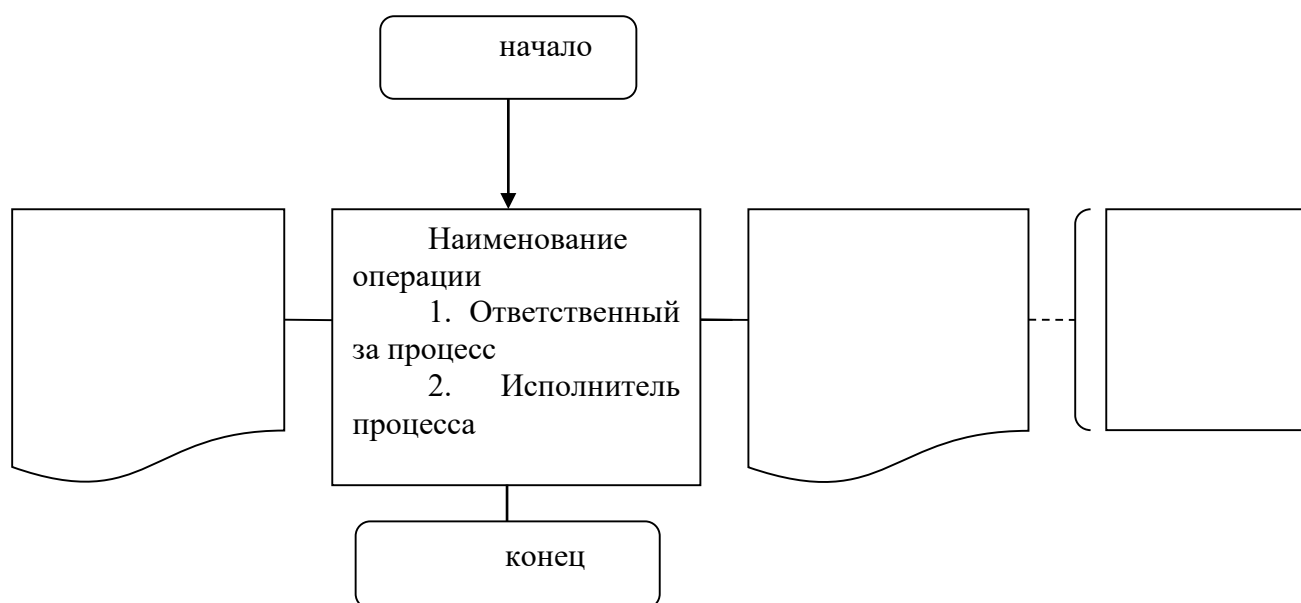 начало
Наименование
операции
1. Ответственный
за процесс
2. Исполнитель
процесса
конец